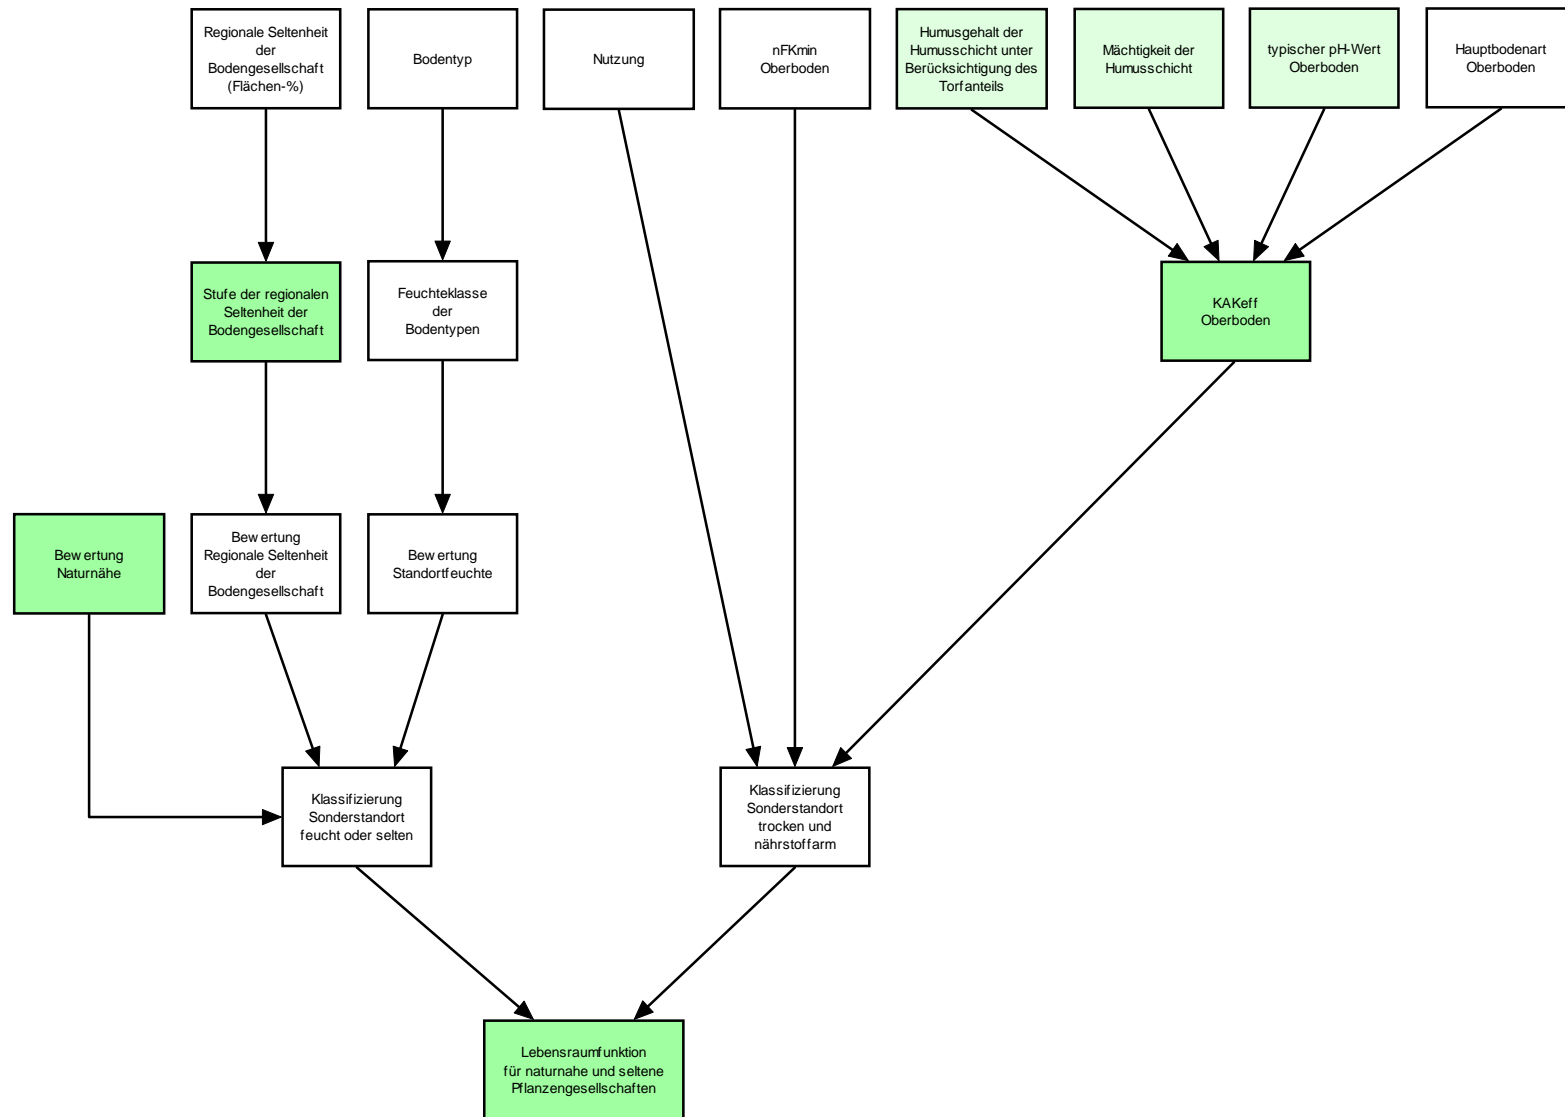 Regionale Seltenheit
der
Bodengesellschaft
(Flächen-%)
Bodentyp
Nutzung
nFKmin
Oberboden
Humusgehalt der
Humusschicht unter
Berücksichtigung des
Torfanteils
Mächtigkeit der
Humusschicht
typischer pH-Wert
Oberboden
Hauptbodenart
Oberboden
Stufe der regionalen
Seltenheit der
Bodengesellschaft
Feuchteklasse
der
Bodentypen
KAKeff
Oberboden
Bewertung
Naturnähe
Bewertung
Regionale Seltenheit
der
Bodengesellschaft
Bewertung
Standortfeuchte
Klassifizierung
Sonderstandort
feucht oder selten
Klassifizierung
Sonderstandort
trocken und
nährstoffarm
Lebensraumfunktion
für naturnahe und seltene
Pflanzengesellschaften